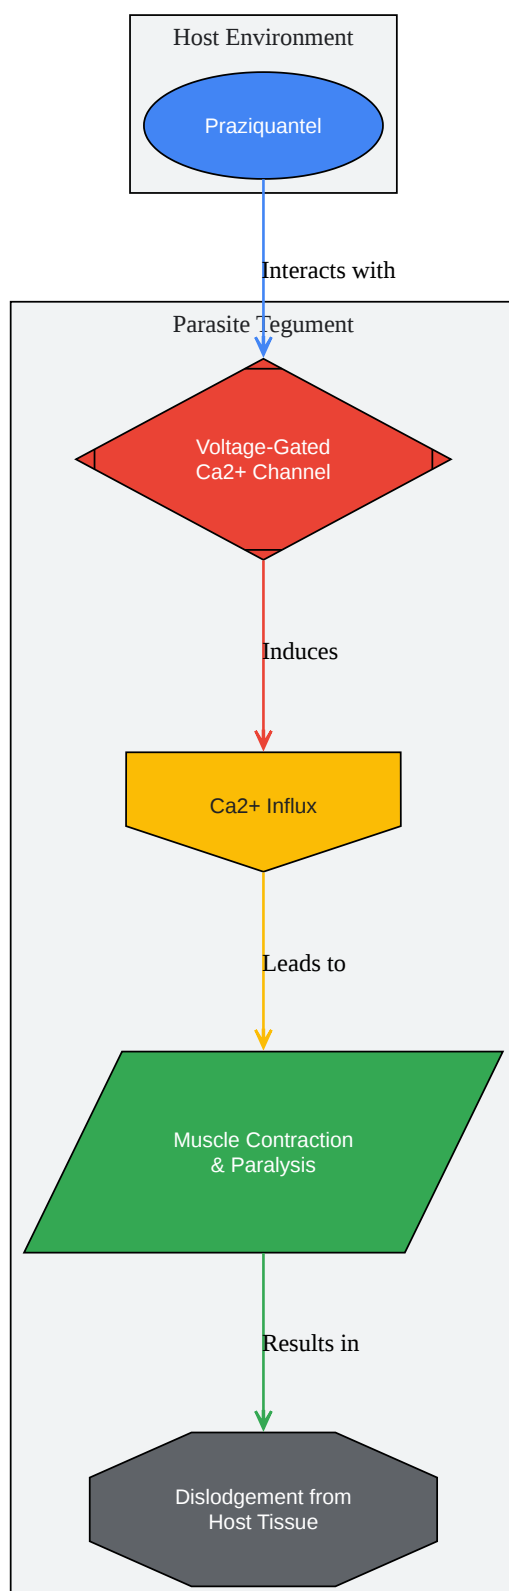 Host Environment
Praziquantel
Interacts with
Parasite Tegument
Voltage-Gated
Ca2+ Channel
Induces
Ca2+ Influx
Leads to
Muscle Contraction
& Paralysis
Results in
Dislodgement from
Host Tissue